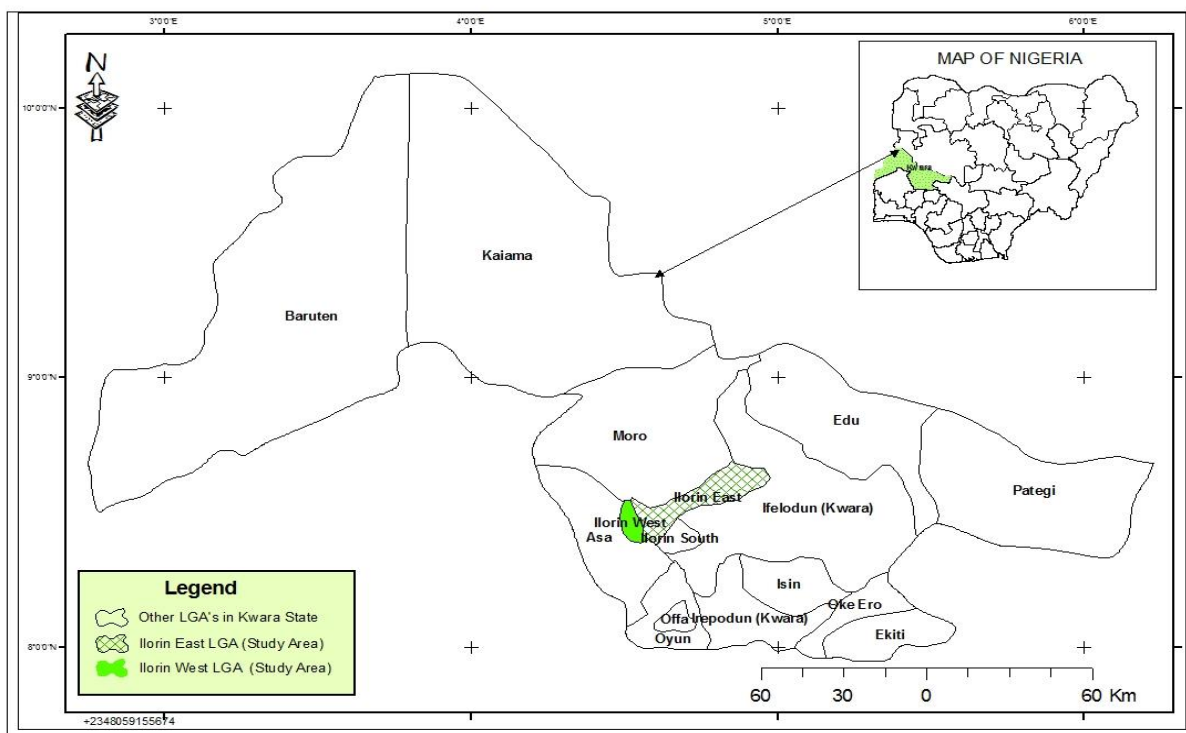 3°0'0"E 4°0'0"E 5°0'0"E 6°0'0"E
N
MAP OF NIGERIA
Kwara
10°0'0"N
Kaiama
Baruten
9°0'0"N
Edu
Moro
Pategi
Ilorin East
Ifelodun (Kwara)
Ilorin West
Asa
Ilorin South
Isin
Oke Ero
Offa
Irepodun (Kwara)
Ekiti
Oyun
8°0'0"N
Legend
Other LGA's in Kwara State
Ilorin East LGA (Study Area)
Ilorin West LGA (Study Area)
60 30 0 60 Km
+2348059155674